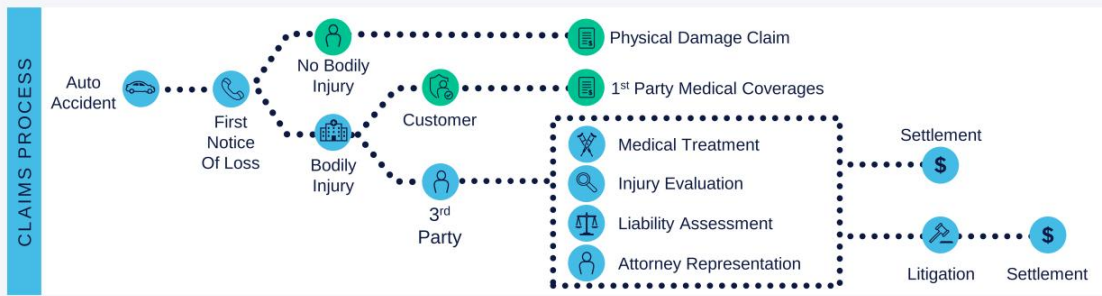 CLAIMS PROCESS
Auto
Accident
First
Notice
Of Loss
No Bodily
Injury
Physical Damage Claim
Bodily
Injury
Customer
1st Party Medical Coverages
3rd
Party
Medical Treatment
Injury Evaluation
Liability Assessment
Attorney Representation
Settlement
$
Litigation
$
Settlement